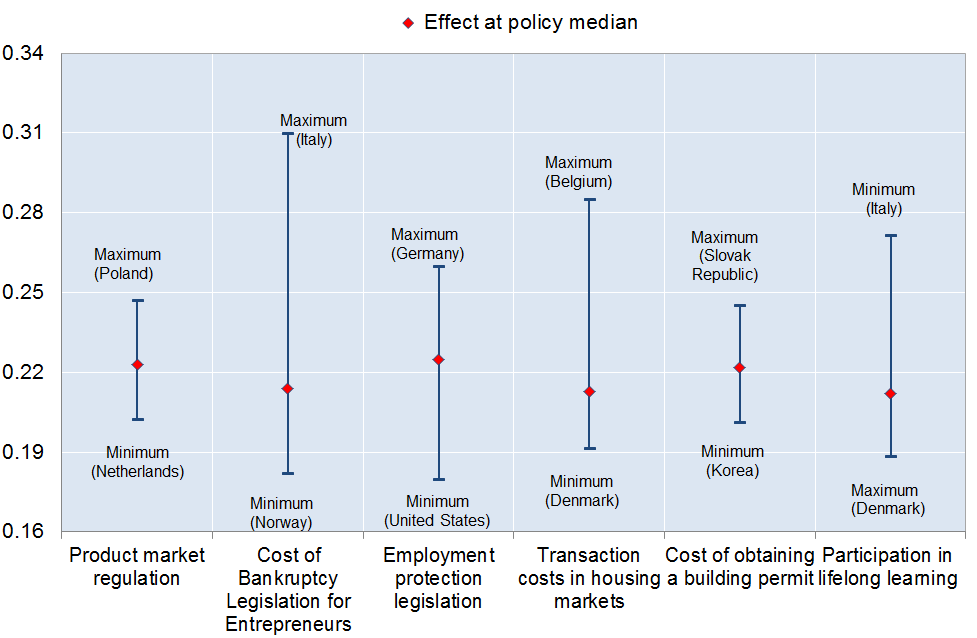 Effect at policy median
0.34
0.31
0.28
0.25
0.22
0.19
0.16
Maximum
(Poland)
Minimum
(Netherlands)
Maximum
(Italy)
Minimum
(Norway)
Maximum
(Germany)
Minimum
(United States)
Maximum
(Belgium)
Minimum
(Denmark)
Maximum
(Slovak
Republic)
Minimum
(Korea)
Minimum
(Italy)
Maximum
(Denmark)
Product market
regulation
Cost of
Bankruptcy
Legislation for
Entrepreneurs
Employment
protection
legislation
Transaction
costs in housing
markets
Cost of obtaining
a building permit
Participation in
lifelong learning